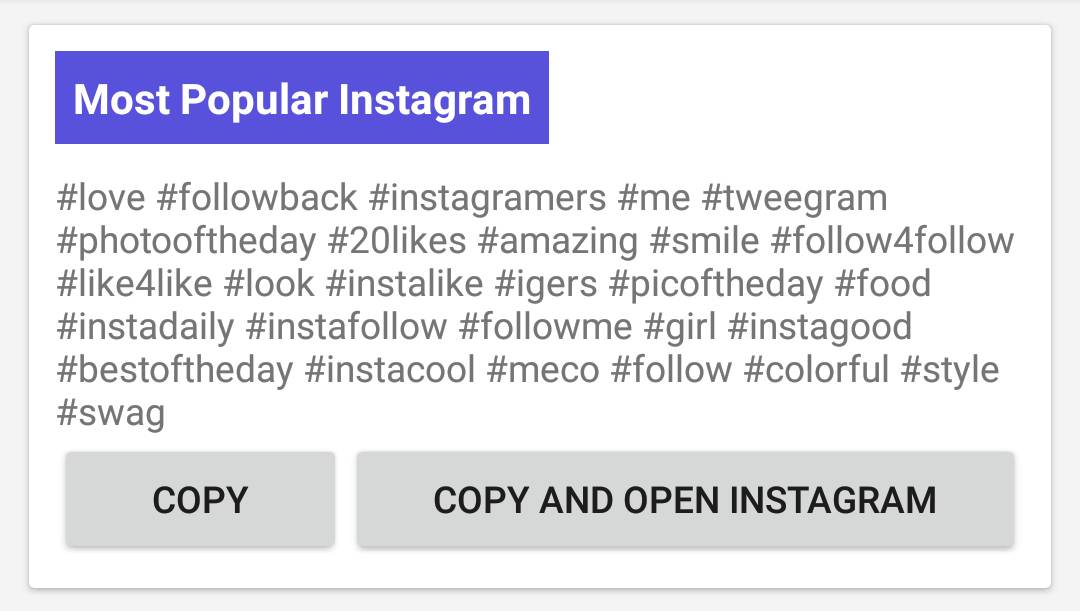 Most Popular Instagram
#love #followback #instagramers #me #tweegram
#photooftheday #20likes #amazing #smile #follow4follow
#like4like #look #instalike #igers #picoftheday #food
#instadaily #instafollow #followme #girl #instagood
#bestoftheday #instacool #meco #follow #colorful #style
#swag
COPY
COPY AND OPEN INSTAGRAM